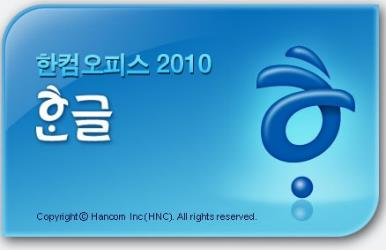 한컴오피스 2010
한글
Copyright© Hancom Inc(HNC). All rights reserved.